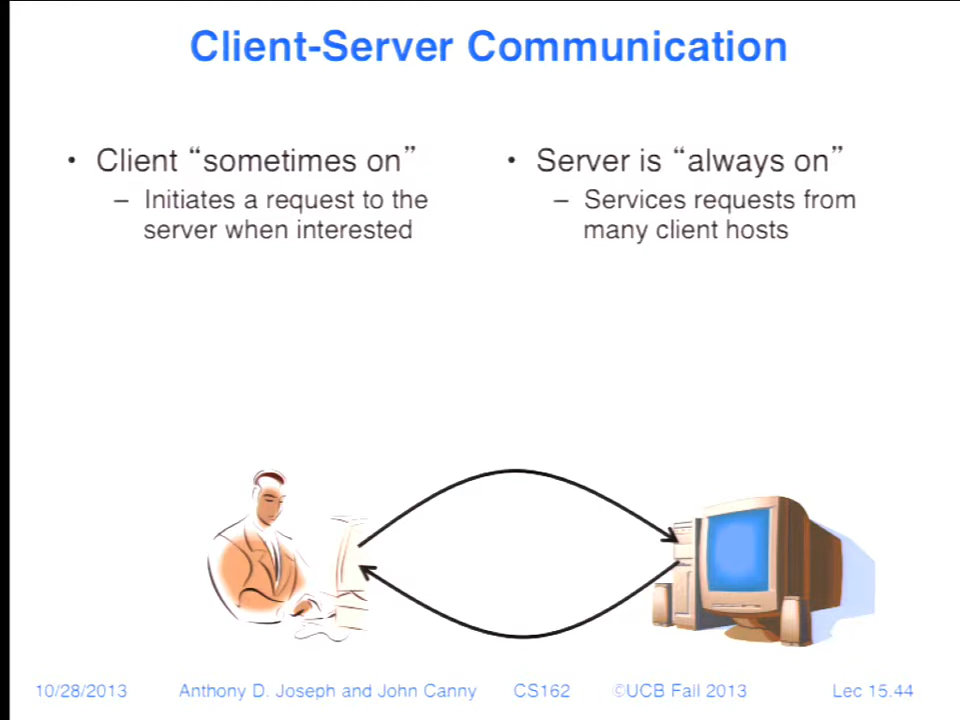 Client-Server Communication
• Client “sometimes on”
– Initiates a request to the
server when interested
• Server is “always on”
– Services requests from
many client hosts
10/28/2013 Anthony D. Joseph and John Canny CS162 ©UCB Fall 2013 Lec 15.44